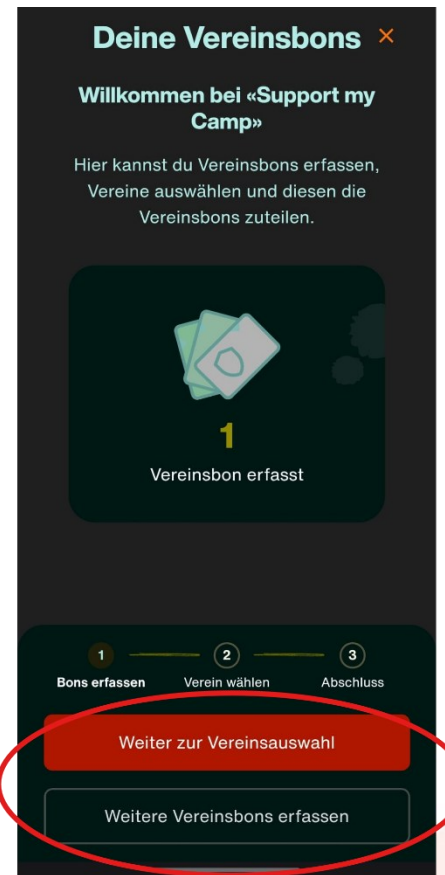 Deine Vereinsbons ×
Willkommen bei «Support my
Camp»
Hier kannst du Vereinsbons erfassen,
Vereine auswählen und diesen die
Vereinsbons zuteilen.
1
Vereinsbon erfasst
1 2 3
Bons erfassen Verein wählen Abschluss
Weiter zur Vereinsauswahl
Weitere Vereinsbons erfassen